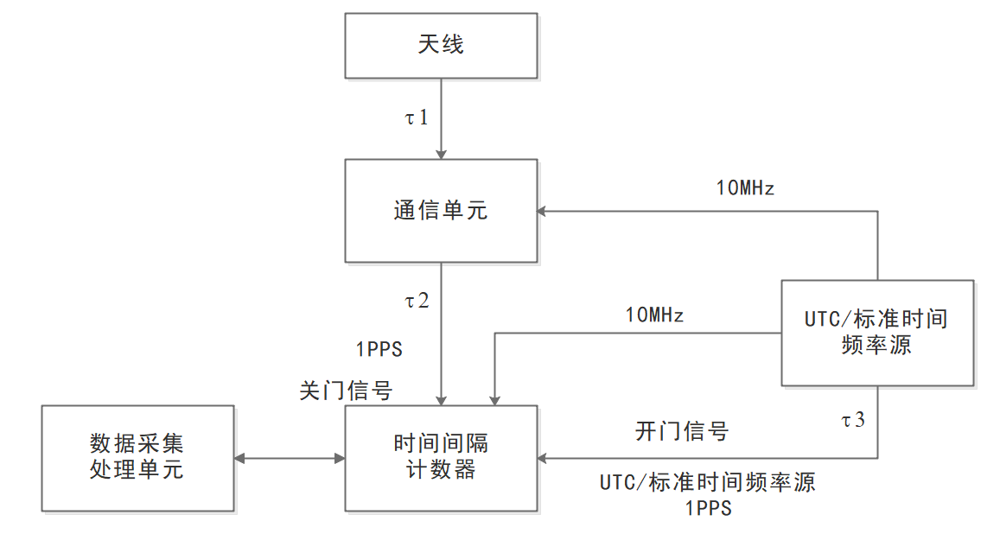 天线
τ1
通信单元
10MHz
τ2
10MHz
UTC/标准时间
频率源
1PPS
关门信号
数据采集
处理单元
时间间隔
计数器
开门信号
τ3
UTC/标准时间频率源
1PPS